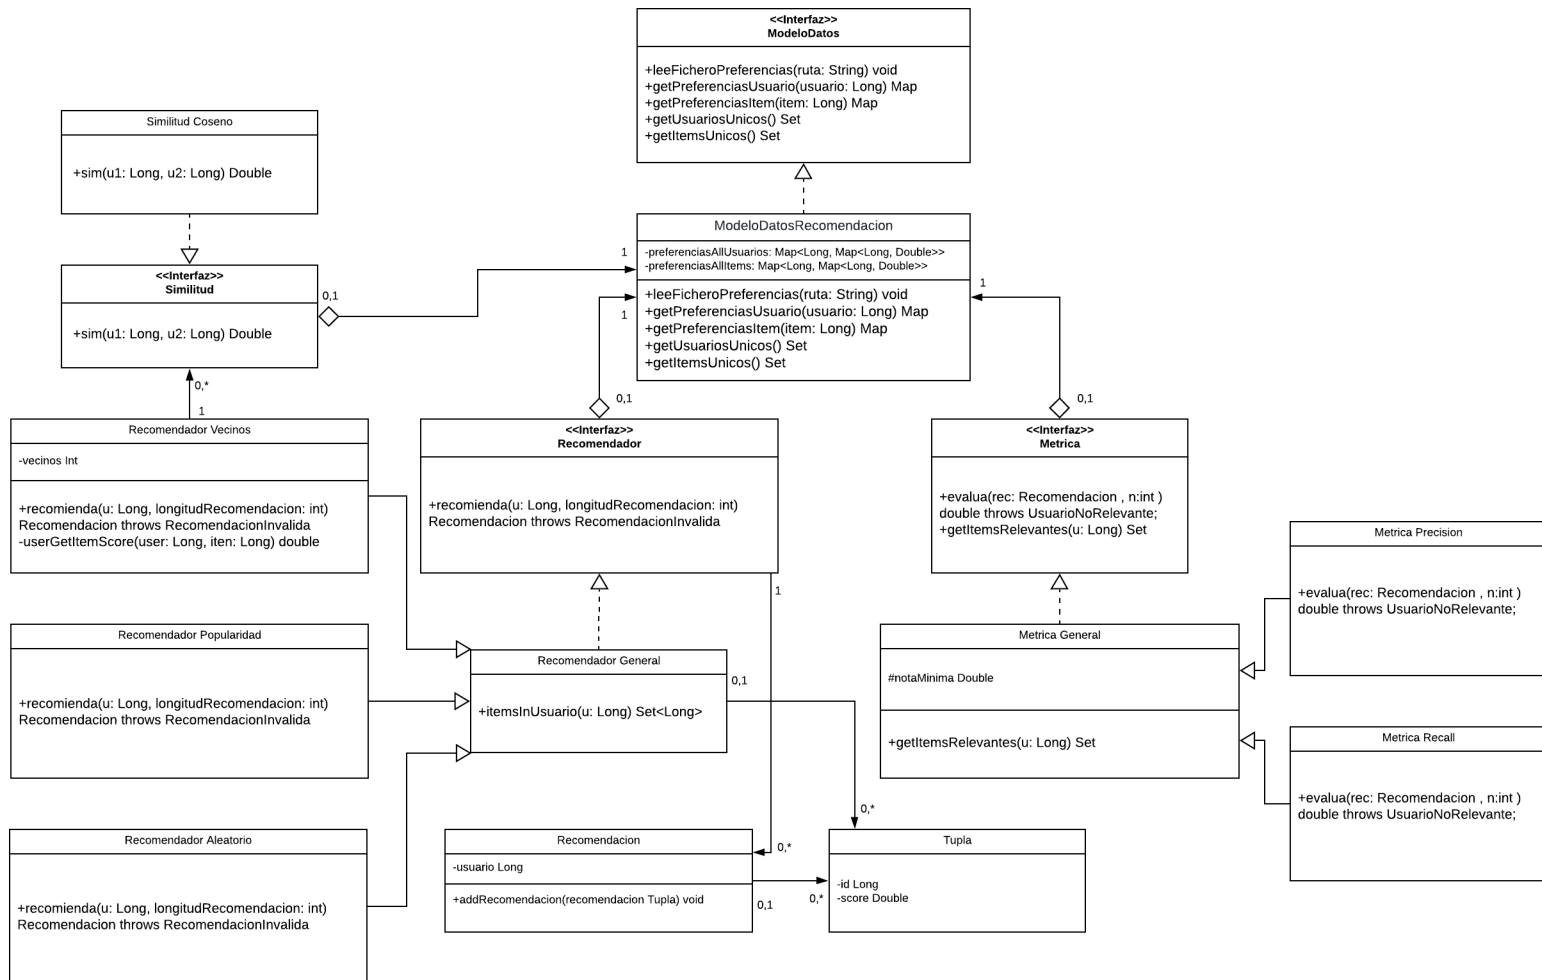 <<Interfaz>>
ModeloDatos
+leeFicheroPreferencias(ruta: String) void
+getPreferenciasUsuario(usuario: Long) Map
+getPreferenciasItem(item: Long) Map
+getUsuariosUnicos() Set
+getItemsUnicos() Set
Similitud Coseno
+sim(u1: Long, u2: Long) Double
<<Interfaz>>
Similitud
+sim(u1: Long, u2: Long) Double
0,1
1
ModeloDatosRecomendacion
-preferenciasAllUsuarios: Map<Long, Map<Long, Double>>
-preferenciasAllItems: Map<Long, Map<Long, Double>>
+leeFicheroPreferencias(ruta: String) void
+getPreferenciasUsuario(usuario: Long) Map
+getPreferenciasItem(item: Long) Map
+getUsuariosUnicos() Set
+getItemsUnicos() Set
1
1
0,*
1
0,1
0,1
Recomendador Vecinos
-vecinos Int
+recomienda(u: Long, longitudRecomendacion: int)
Recomendacion throws RecomendacionInvalida
-userGetItemScore(user: Long, iten: Long) double
<<Interfaz>>
Recomendador
+recomienda(u: Long, longitudRecomendacion: int)
Recomendacion throws RecomendacionInvalida
<<Interfaz>>
Metrica
+evalua(rec: Recomendacion , n:int )
double throws UsuarioNoRelevante;
+getItemsRelevantes(u: Long) Set
Metrica Precision
+evalua(rec: Recomendacion , n:int )
double throws UsuarioNoRelevante;
1
Recomendador Popularidad
+recomienda(u: Long, longitudRecomendacion: int)
Recomendacion throws RecomendacionInvalida
Recomendador General
+itemsInUsuario(u: Long) Set<Long>
0,1
Metrica General
#notaMinima Double
+getItemsRelevantes(u: Long) Set
Metrica Recall
+evalua(rec: Recomendacion , n:int )
double throws UsuarioNoRelevante;
0,*
Recomendador Aleatorio
+recomienda(u: Long, longitudRecomendacion: int)
Recomendacion throws RecomendacionInvalida
Recomendacion
-usuario Long
+addRecomendacion(recomendacion Tupla) void
0,*
0,1
0,*
Tupla
-id Long
-score Double